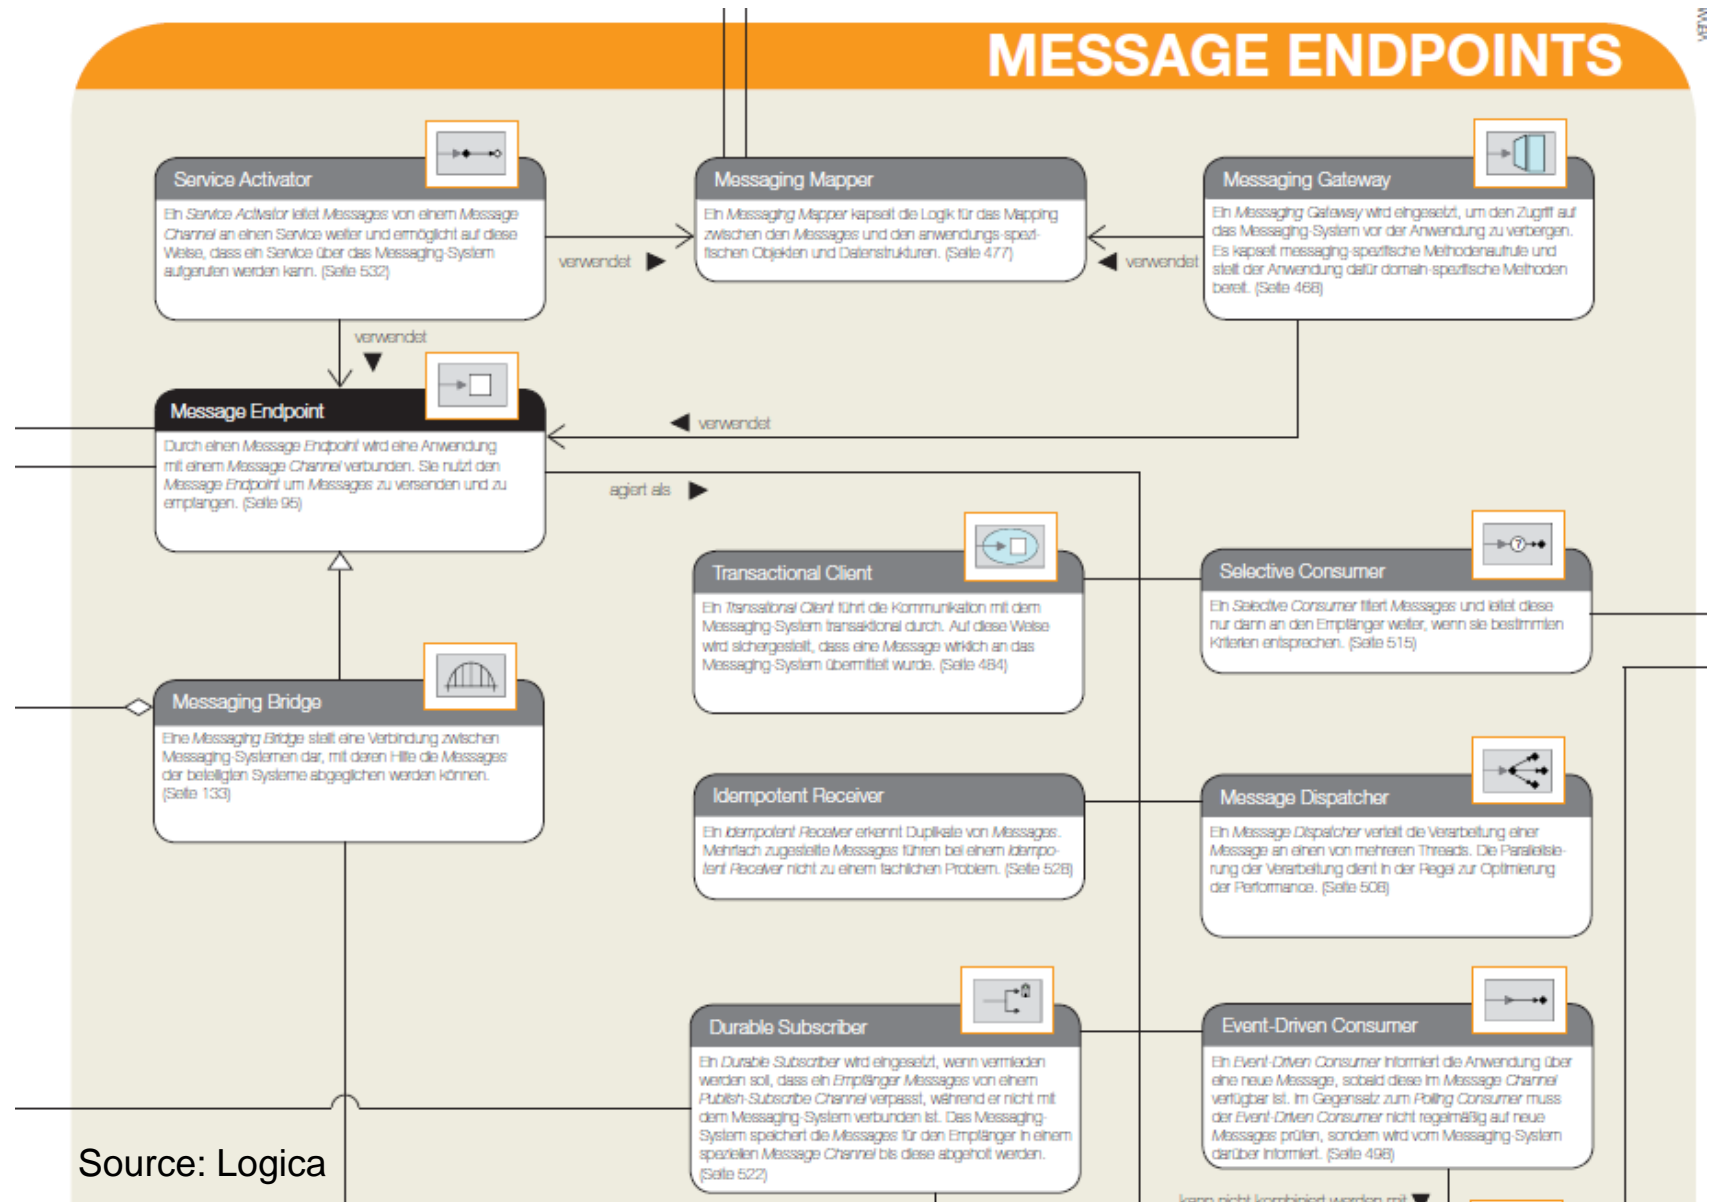 MESSAGE ENDPOINTS
Service Activator
Ein Service Activator leitet Messages von einem Message
Channel an einen Service weiter und ermöglicht auf diese
Weise, dass ein Service über das Messaging-System
aufgerufen werden kann. (Seite 532)
verwendet
Messaging Mapper
Ein Messaging Mapper kapselt die Logik für das Mapping
zwischen den Messages und den anwendungs-spezi-
fischen Objekten und Datenstrukturen. (Seite 477)
verwendet
Messaging Gateway
Ein Messaging Gateway wird eingesetzt, um den Zugriff auf
das Messaging-System vor der Anwendung zu verbergen.
Es kapselt messaging-spezifische Methodenaufrufe und
stellt der Anwendung dafür domain-spezifische Methoden
bereit. (Seite 468)
verwendet
Message Endpoint
Durch einen Message Endpoint wird eine Anwendung
mit einem Message Channel verbunden. Sie nutzt den
Message Endpoint um Messages zu versenden und zu
empfangen. (Seite 95)
verwendet
agiert als
Transactional Client
Ein Transational Client führt die Kommunikation mit dem
Messaging-System transaktional durch. Auf diese Weise
wird sichergestellt, dass eine Message wirklich an das
Messaging-System übermittelt wurde. (Seite 484)
Selective Consumer
Ein Selective Consumer filtert Messages und leitet diese
nur dann an den Empfänger weiter, wenn sie bestimmten
Kriterien entsprechen. (Seite 515)
?
Messaging Bridge
Eine Messaging Bridge stellt eine Verbindung zwischen
Messaging-Systemen dar, mit deren Hilfe die Messages
der beteiligten Systeme abgeglichen werden können.
(Seite 133)
Idempotent Receiver
Ein Idempotent Receiver erkennt Duplikate von Messages.
Mehrfach zugestellte Messages führen bei einem Idempo-
tent Receiver nicht zu einem fachlichen Problem. (Seite 528)
Message Dispatcher
Ein Message Dispatcher verteilt die Verarbeitung einer
Message an einen von mehreren Threads. Die Parallelisie-
rung der Verarbeitung dient in der Regel zur Optimierung
der Performance. (Seite 508)
Durable Subscriber
Ein Durable Subscriber wird eingesetzt, wenn vermieden
werden soll, dass ein Empfänger Messages von einem
Publish-Subscribe Channel verpasst, während er nicht mit
dem Messaging-System verbunden ist. Das Messaging-
System speichert die Messages für den Empfänger in einem
speziellen Message Channel bis diese abgeholt werden.
(Seite 522)
Event-Driven Consumer
Ein Event-Driven Consumer informiert die Anwendung über
eine neue Message, sobald diese im Message Channel
verfügbar ist. Im Gegensatz zum Polling Consumer muss
der Event-Driven Consumer nicht regelmäßig auf neue
Messages prüfen, sondern wird vom Messaging-System
darüber informiert. (Seite 498)
kann nicht kombiniert werden mit
Source: Logica